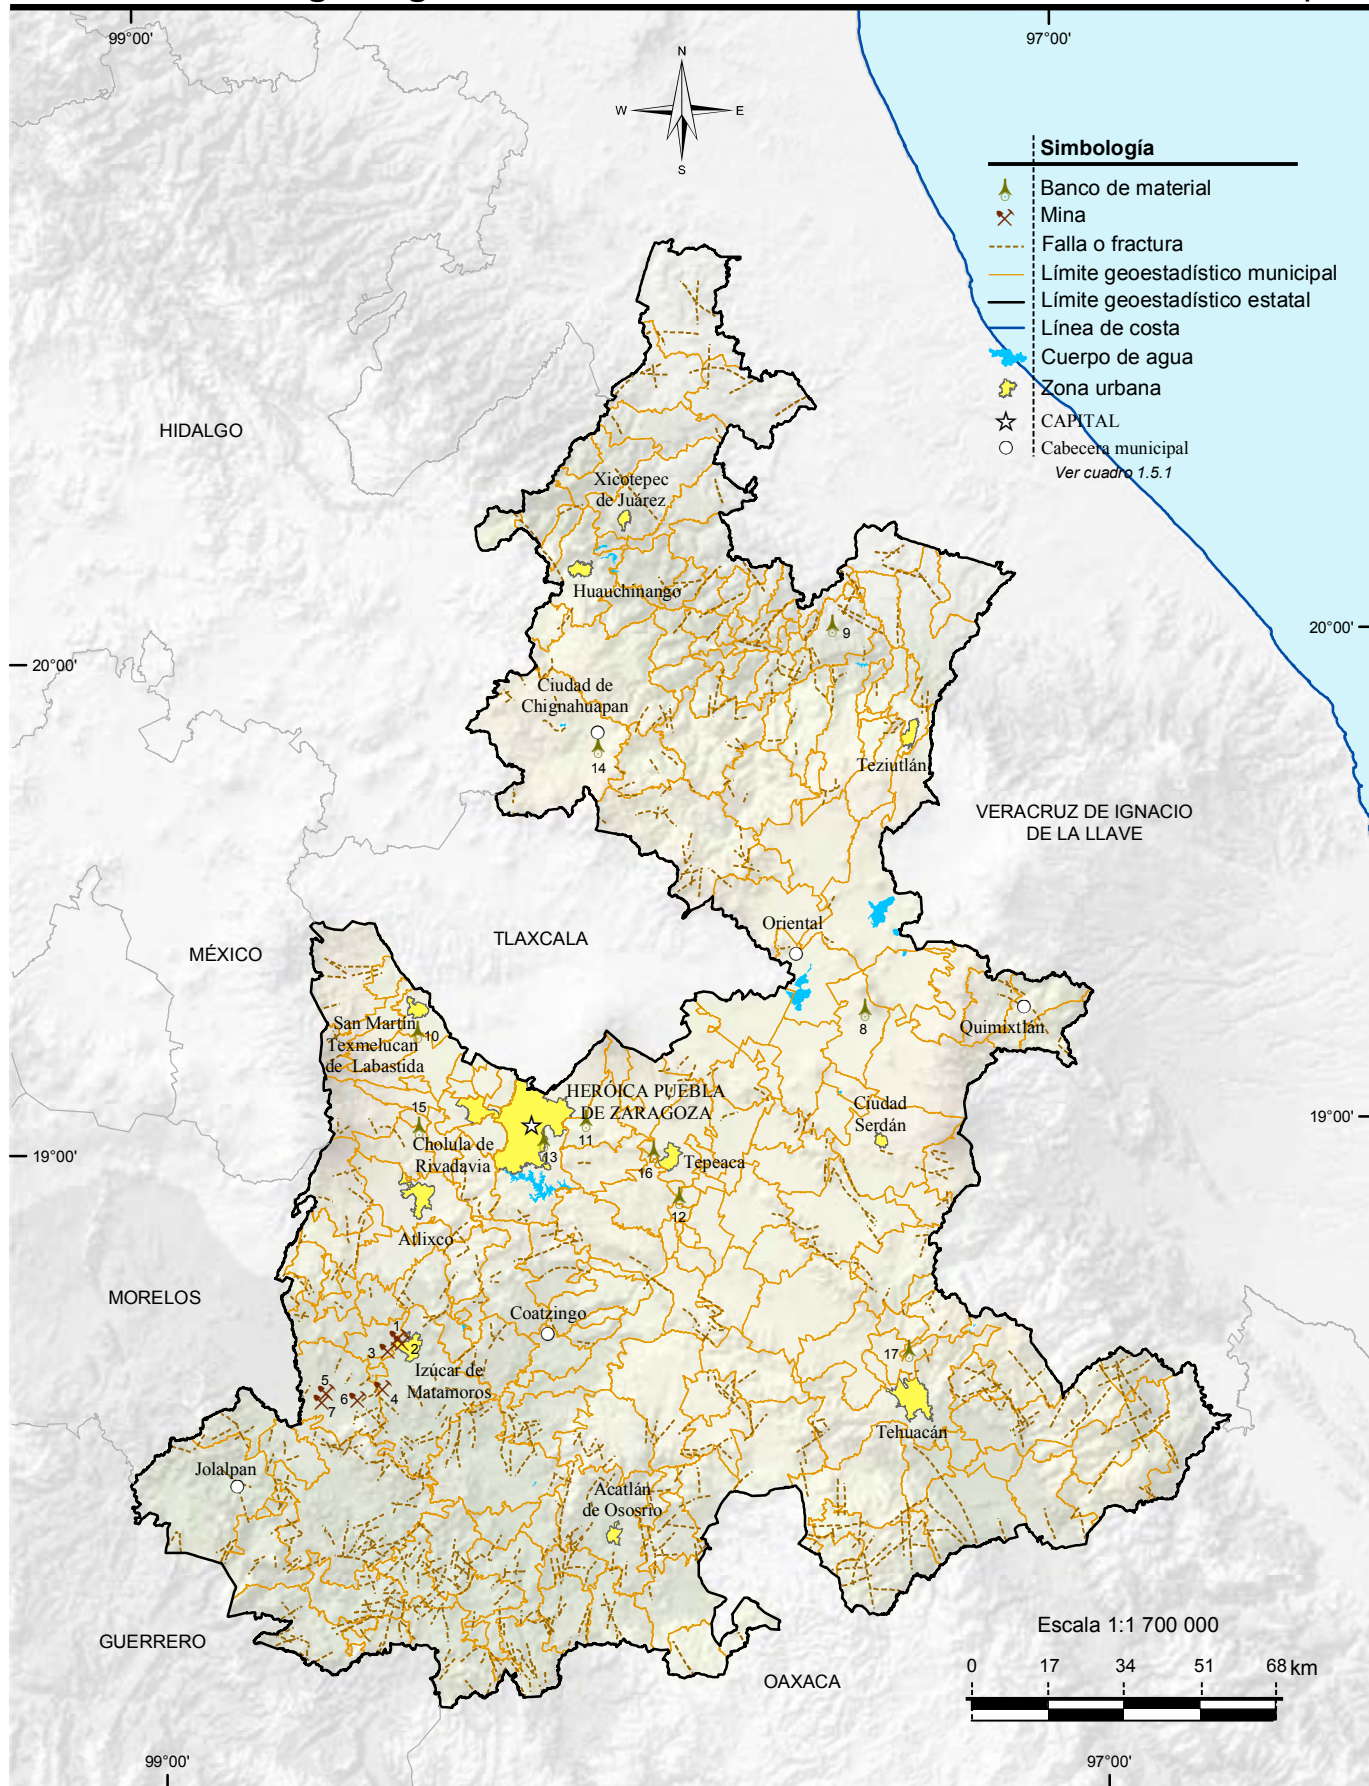 99°00'
97°00'
N
W
E
S
Simbología
Banco de material
Mina
Falla o fractura
Límite geoestadístico municipal
Límite geoestadístico estatal
Línea de costa
Cuerpo de agua
Zona urbana
CAPITAL
Cabecera municipal
Ver cuadro 1.5.1
HIDALGO
Xicotepec
de Juárez
Huauchinango
9
20°00'
20°00'
Ciudad de
Chignahuapan
14
Teziutlán
VERACRUZ DE IGNACIO
DE LA LLAVE
Oriental
TLAXCALA
MÉXICO
8
Quimixtlán
San Martín
Texmelucan
de Labastida
10
HERÓICA PUEBLA
DE ZARAGOZA
Ciudad
Serdán
15
11
19°00'
19°00'
Cholula de
Rivadavia
13
16
Tepeaca
12
Atlixco
MORELOS
Coatzingo
1
2
3
17
Izúcar de
Matamoros
5
6
4
7
Tehuacán
Jolalpan
Acatlán
de Ososrio
GUERRERO
OAXACA
Escala 1:1 700 000
0
17
34
51
68 km
99°00'
97°00'